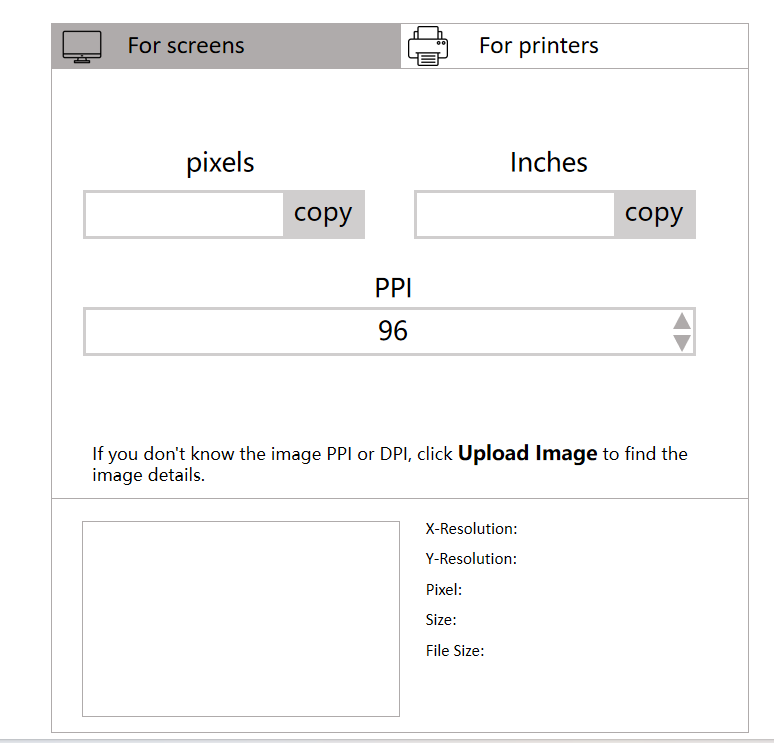 For screens For printers
pixels Inches
copy copy
PPI
96
If you don't know the image PPI or DPI, click Upload Image to find the
image details.
X-Resolution:
Y-Resolution:
Pixel:
Size:
File Size: